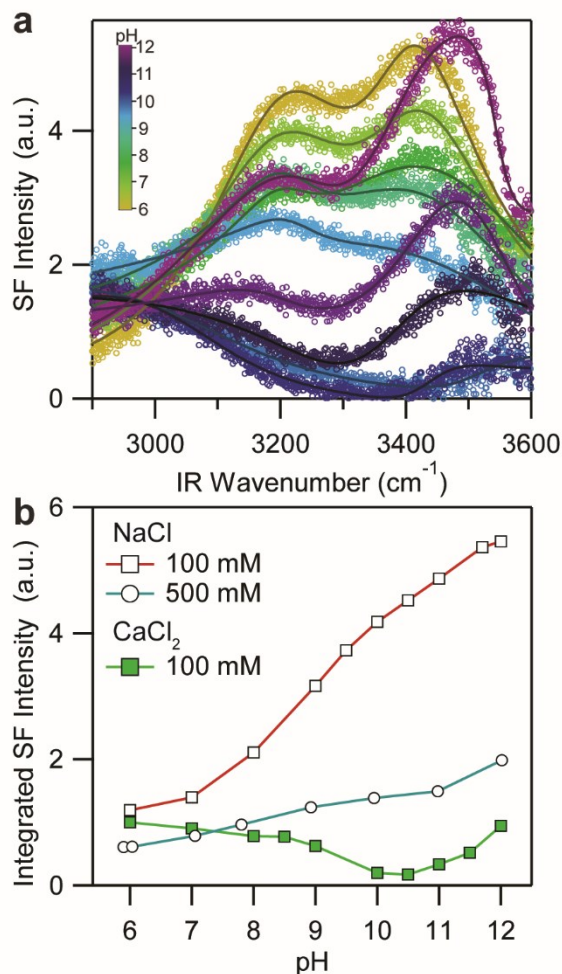 a
pH
12
11
10
9
8
7
6
4
2
0
SF Intensity (a.u.)
3000 3200 3400 3600
IR Wavenumber (cm⁻¹)
b
6
4
2
0
Integrated SF Intensity (a.u.)
NaCl
100 mM
500 mM
CaCl₂
100 mM
6 7 8 9 10 11 12
pH